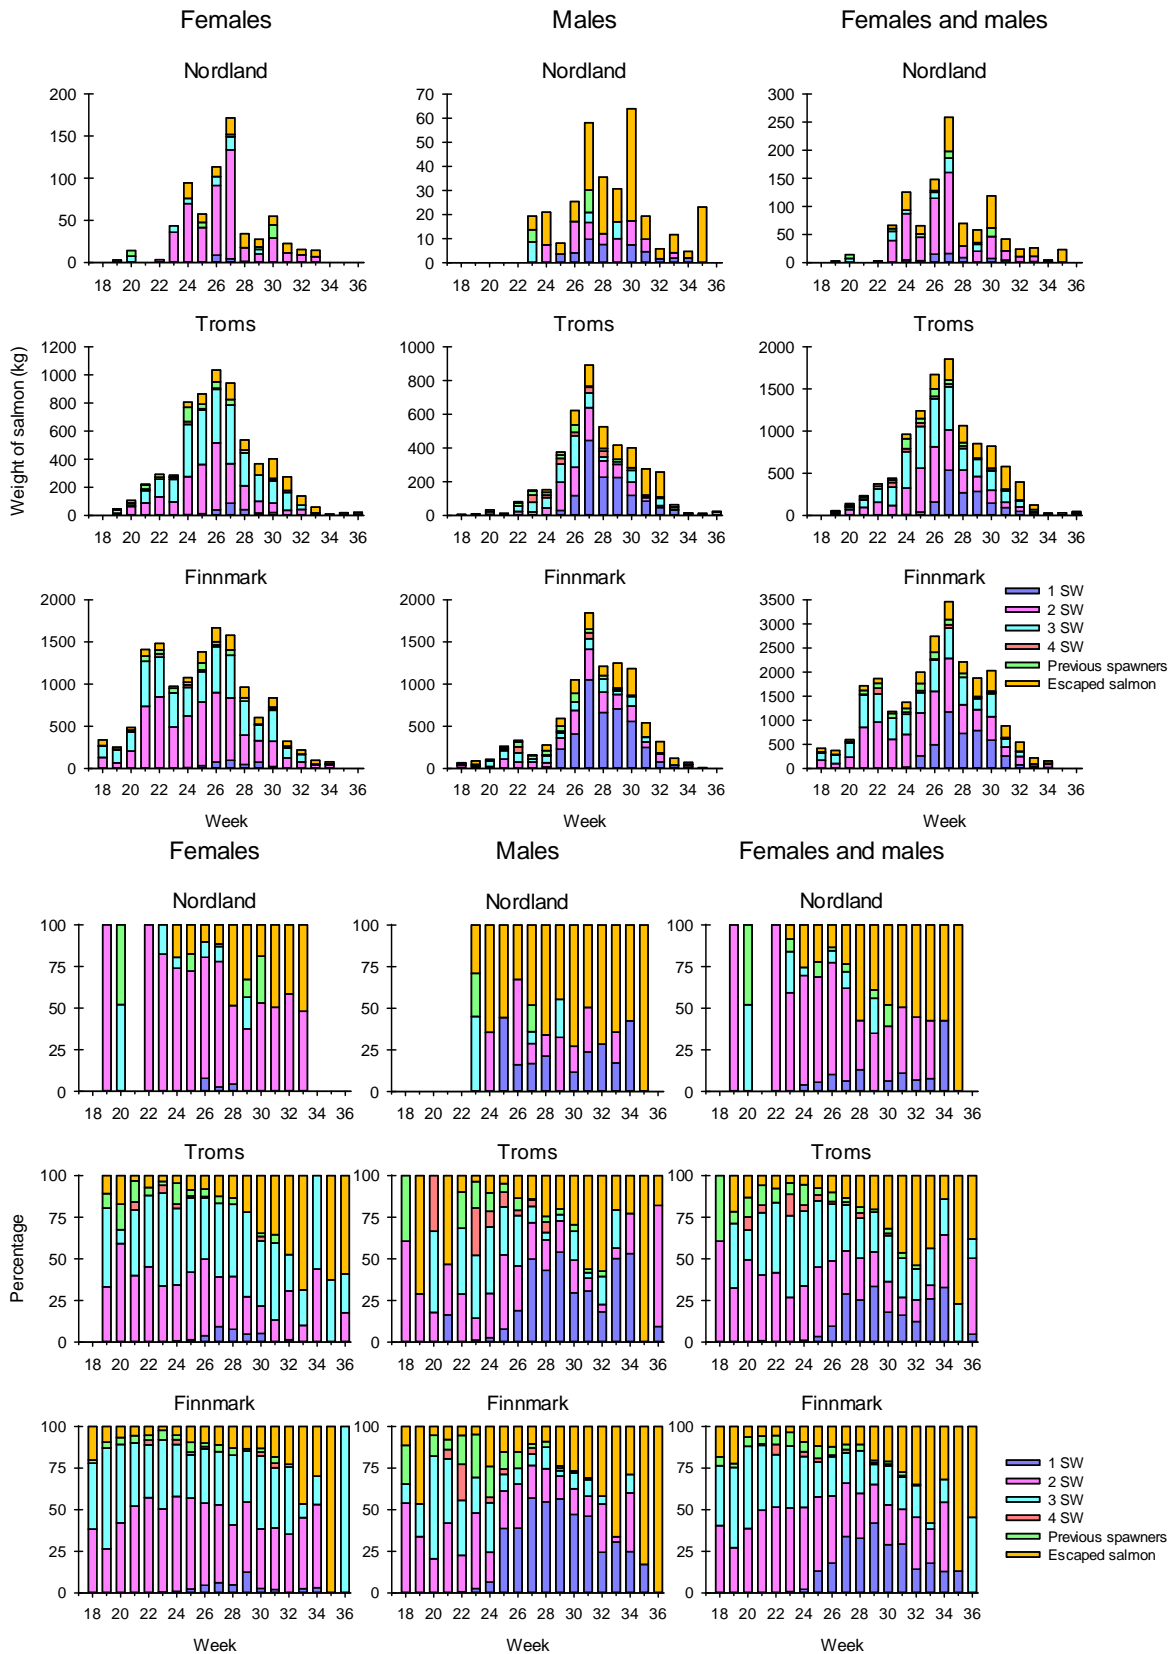 Females Males Females and males
Nordland Nordland Nordland
200 70 300
60 250
150 50 200
100 40 150
30 100
50 20 50
10
0 0 0
18 20 22 24 26 28 30 32 34 36 18 20 22 24 26 28 30 32 34 36 18 20 22 24 26 28 30 32 34 36
Troms Troms Troms
Weight of salmon (kg)
1200 1000 2000
1000 800 1500
800 600
600 1000
400 400 500
200 200
0 0 0
18 20 22 24 26 28 30 32 34 36 18 20 22 24 26 28 30 32 34 36 18 20 22 24 26 28 30 32 34 36
Finnmark Finnmark Finnmark
2000 2000 3500
3000
1500 1500 2500
1000 1000 2000
1500
500 500 1000
500
0 0 0
18 20 22 24 26 28 30 32 34 36 18 20 22 24 26 28 30 32 34 36 18 20 22 24 26 28 30 32 34 36
Week Week Week
1 SW
2 SW
3 SW
4 SW
Previous spawners
Escaped salmon
Females Males Females and males
Nordland Nordland Nordland
100 100 100
75 75 75
50 50 50
25 25 25
0 0 0
18 20 22 24 26 28 30 32 34 36 18 20 22 24 26 28 30 32 34 36 18 20 22 24 26 28 30 32 34 36
Troms Troms Troms
Percentage
100 100 100
75 75 75
50 50 50
25 25 25
0 0 0
18 20 22 24 26 28 30 32 34 36 18 20 22 24 26 28 30 32 34 36 18 20 22 24 26 28 30 32 34 36
Finnmark Finnmark Finnmark
100 100 100
75 75 75
50 50 50
25 25 25
0 0 0
18 20 22 24 26 28 30 32 34 36 18 20 22 24 26 28 30 32 34 36 18 20 22 24 26 28 30 32 34 36
Week Week Week
1 SW
2 SW
3 SW
4 SW
Previous spawners
Escaped salmon